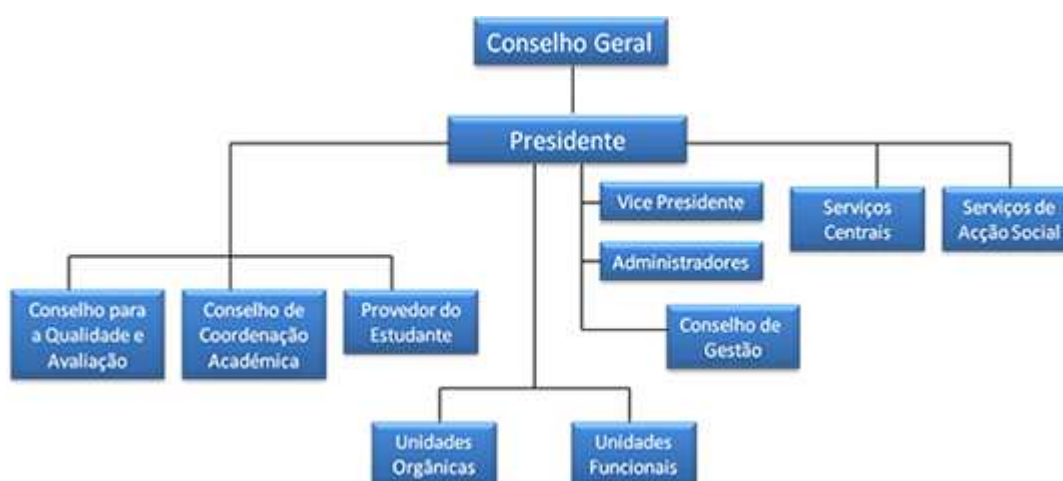 Conselho Geral
Presidente
Vice Presidente
Administradores
Conselho de
Gestão
Serviços
Centrais
Serviços de
Acção Social
Conselho para
a Qualidade e
Avaliação
Conselho de
Coordenação
Académica
Provedor do
Estudante
Unidades
Orgânicas
Unidades
Funcionais